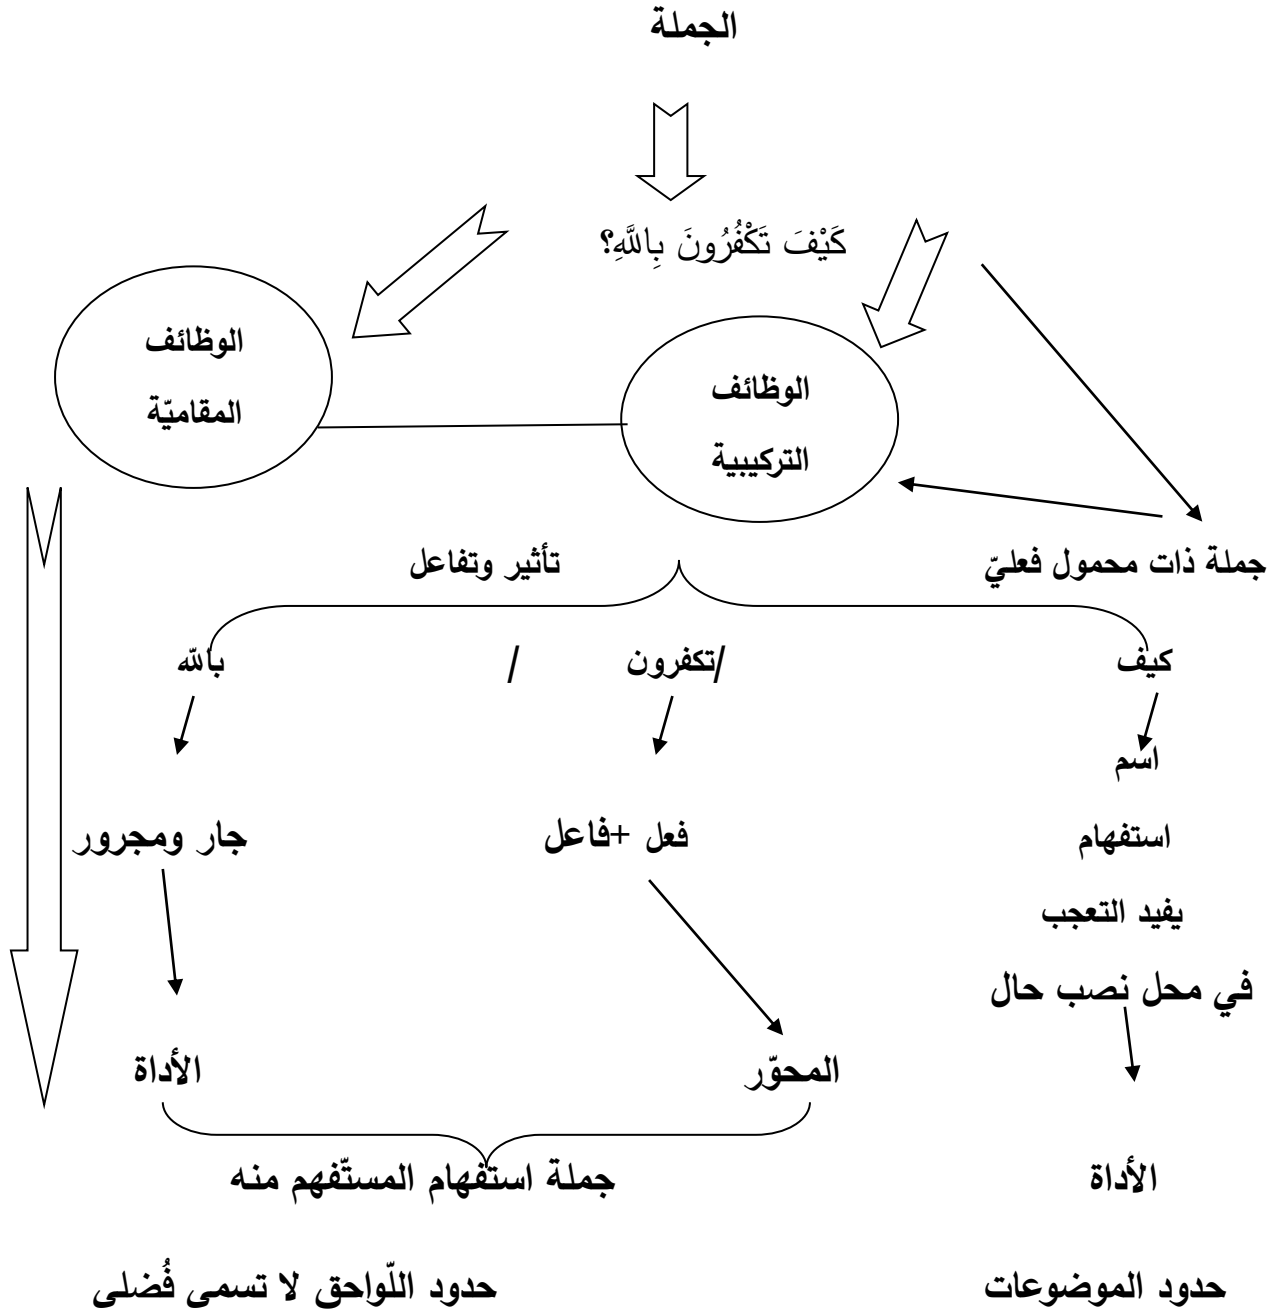 الجملة
كَيْفَ تَكْفُرُونَ بِاللَّهِ؟
الوظائف
التركيبية
الوظائف
المقاميّة
جملة ذات محمول فعليّ
تأثير وتفاعل
كيف
/تكفرون
/
بالله
اسم
استفهام
يفيد التعجب
في محل نصب حال
فعل +فاعل
جار ومجرور
المحوّر
الأداة
الأداة
جملة استفهام المستّفهم منه
حدود الموضوعات
حدود اللّواحق لا تسمى فُضلى